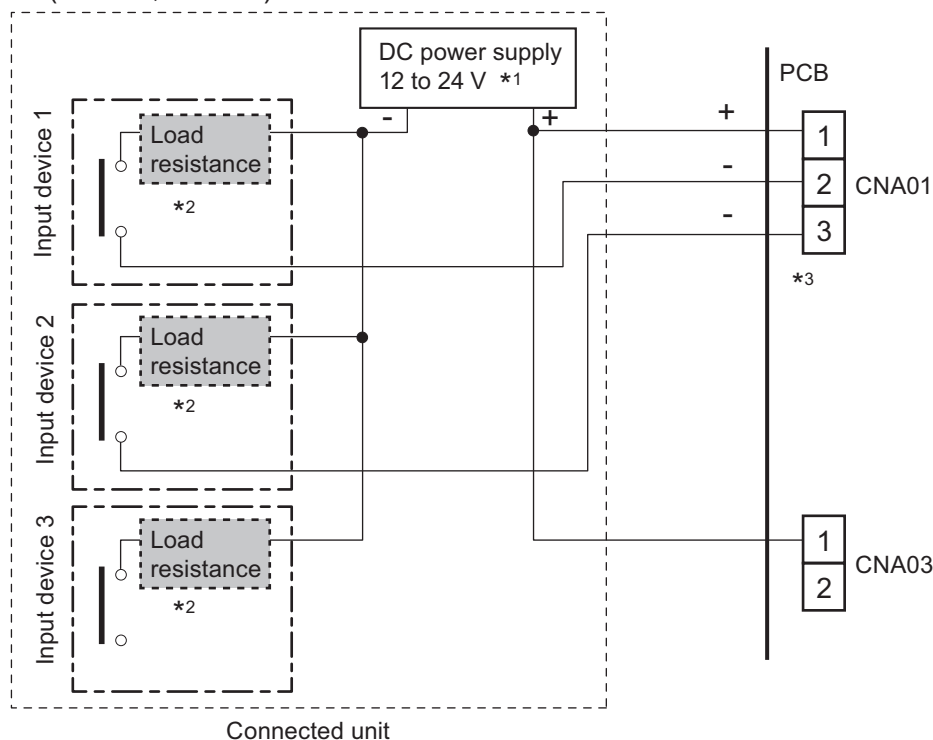 DC power supply
12 to 24 V *1
PCB
-
+
+
-
-
Input device 1
Load
resistance
*2
1
2
3
CNA01
*3
Input device 2
Load
resistance
*2
Input device 3
Load
resistance
*2
1
2
CNA03
Connected unit